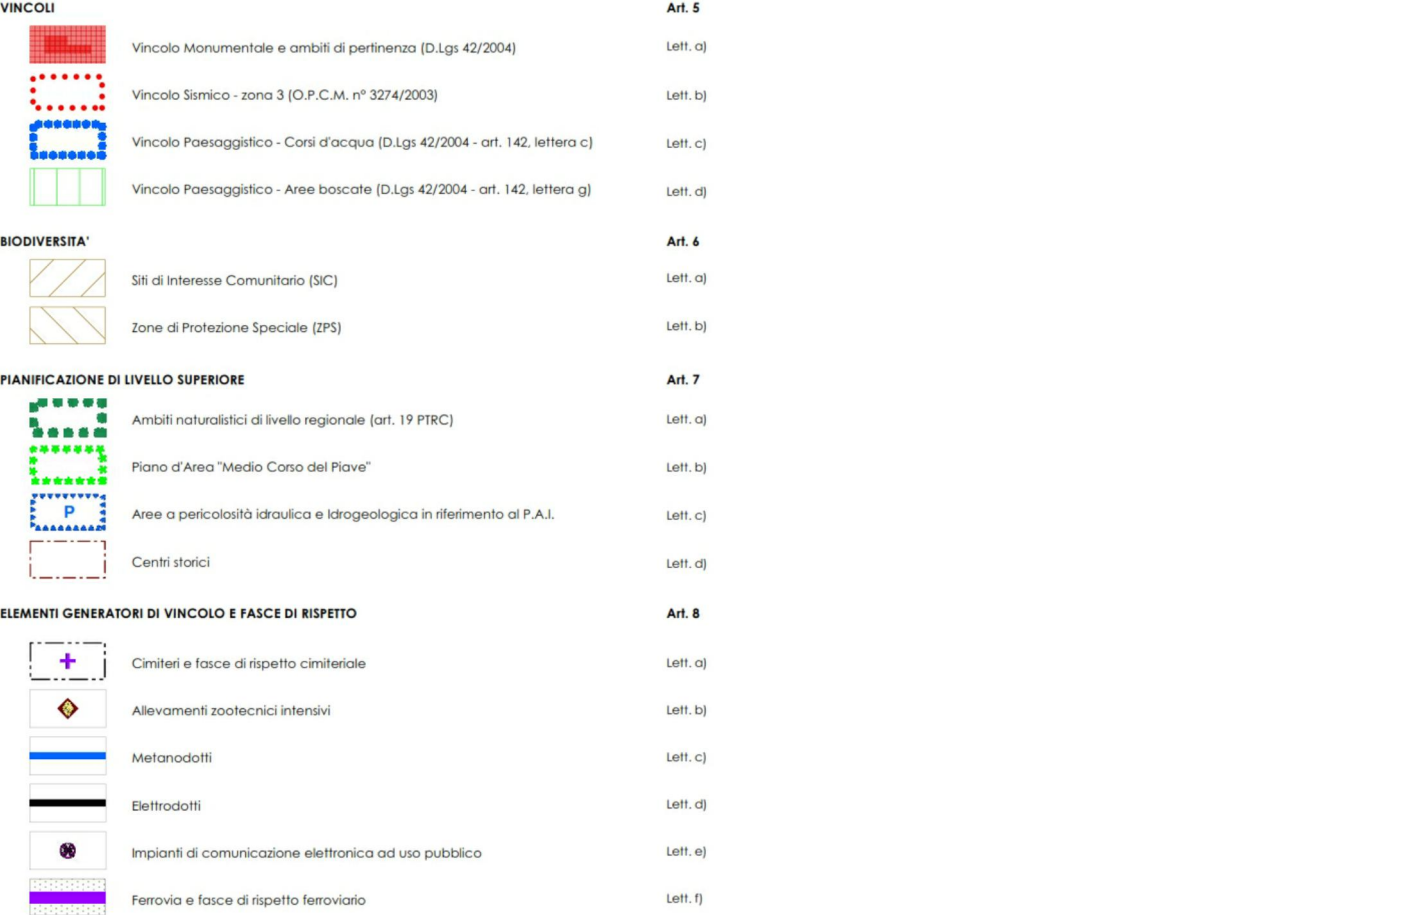 VINCOLI Art. 5
Vincolo Monumentale e ambiti di pertinenza (D.Lgs 42/2004) Lett. a)
Vincolo Sismico - zona 3 (O.P.C.M. n° 3274/2003) Lett. b)
Vincolo Paesaggistico - Corsi d'acqua (D.Lgs 42/2004 - art. 142, lettera c) Lett. c)
Vincolo Paesaggistico - Aree boscate (D.Lgs 42/2004 - art. 142, lettera g) Lett. d)
BIODIVERSITA' Art. 6
Siti di Interesse Comunitario (SIC) Lett. a)
Zone di Protezione Speciale (ZPS) Lett. b)
PIANIFICAZIONE DI LIVELLO SUPERIORE Art. 7
Ambiti naturalistici di livello regionale (art. 19 PTRC) Lett. a)
Piano d'Area "Medio Corso del Piave" Lett. b)
P Aree a pericolosità idraulica e Idrogeologica in riferimento al P.A.I. Lett. c)
Centri storici Lett. d)
ELEMENTI GENERATORI DI VINCOLO E FASCE DI RISPETTO Art. 8
Cimiteri e fasce di rispetto cimiteriale Lett. a)
Allevamenti zootecnici intensivi Lett. b)
Metanodotti Lett. c)
Elettrodotti Lett. d)
Impianti di comunicazione elettronica ad uso pubblico Lett. e)
Ferrovia e fasce di rispetto ferroviario Lett. f)